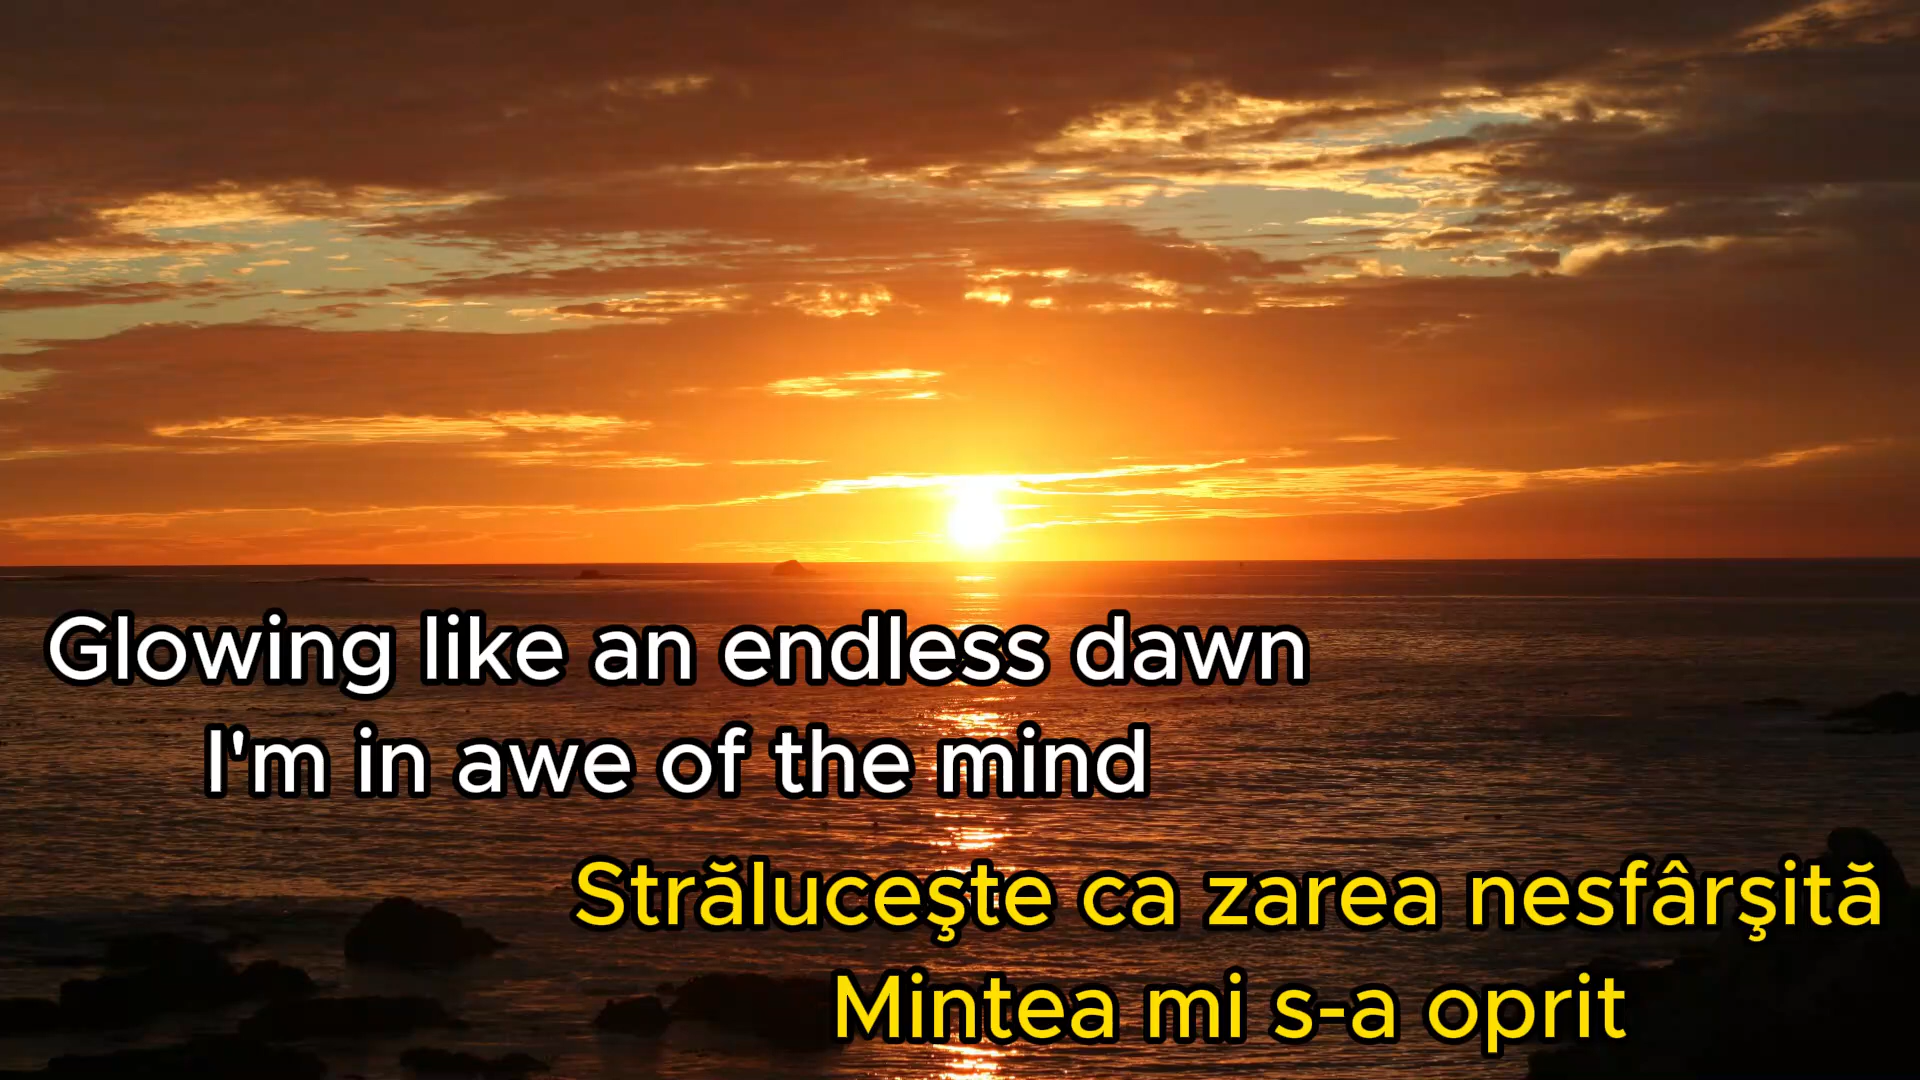 Glowing like an endless dawn
I'm in awe of the mind
Străluceşte ca zarea nesfârşită
Mintea mi s-a oprit